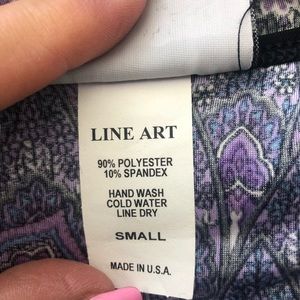 LINE ART
90% POLYESTER
10% SPANDEX
HAND WASH
COLD WATER
LINE DRY
SMALL
MADE IN U.S.A.